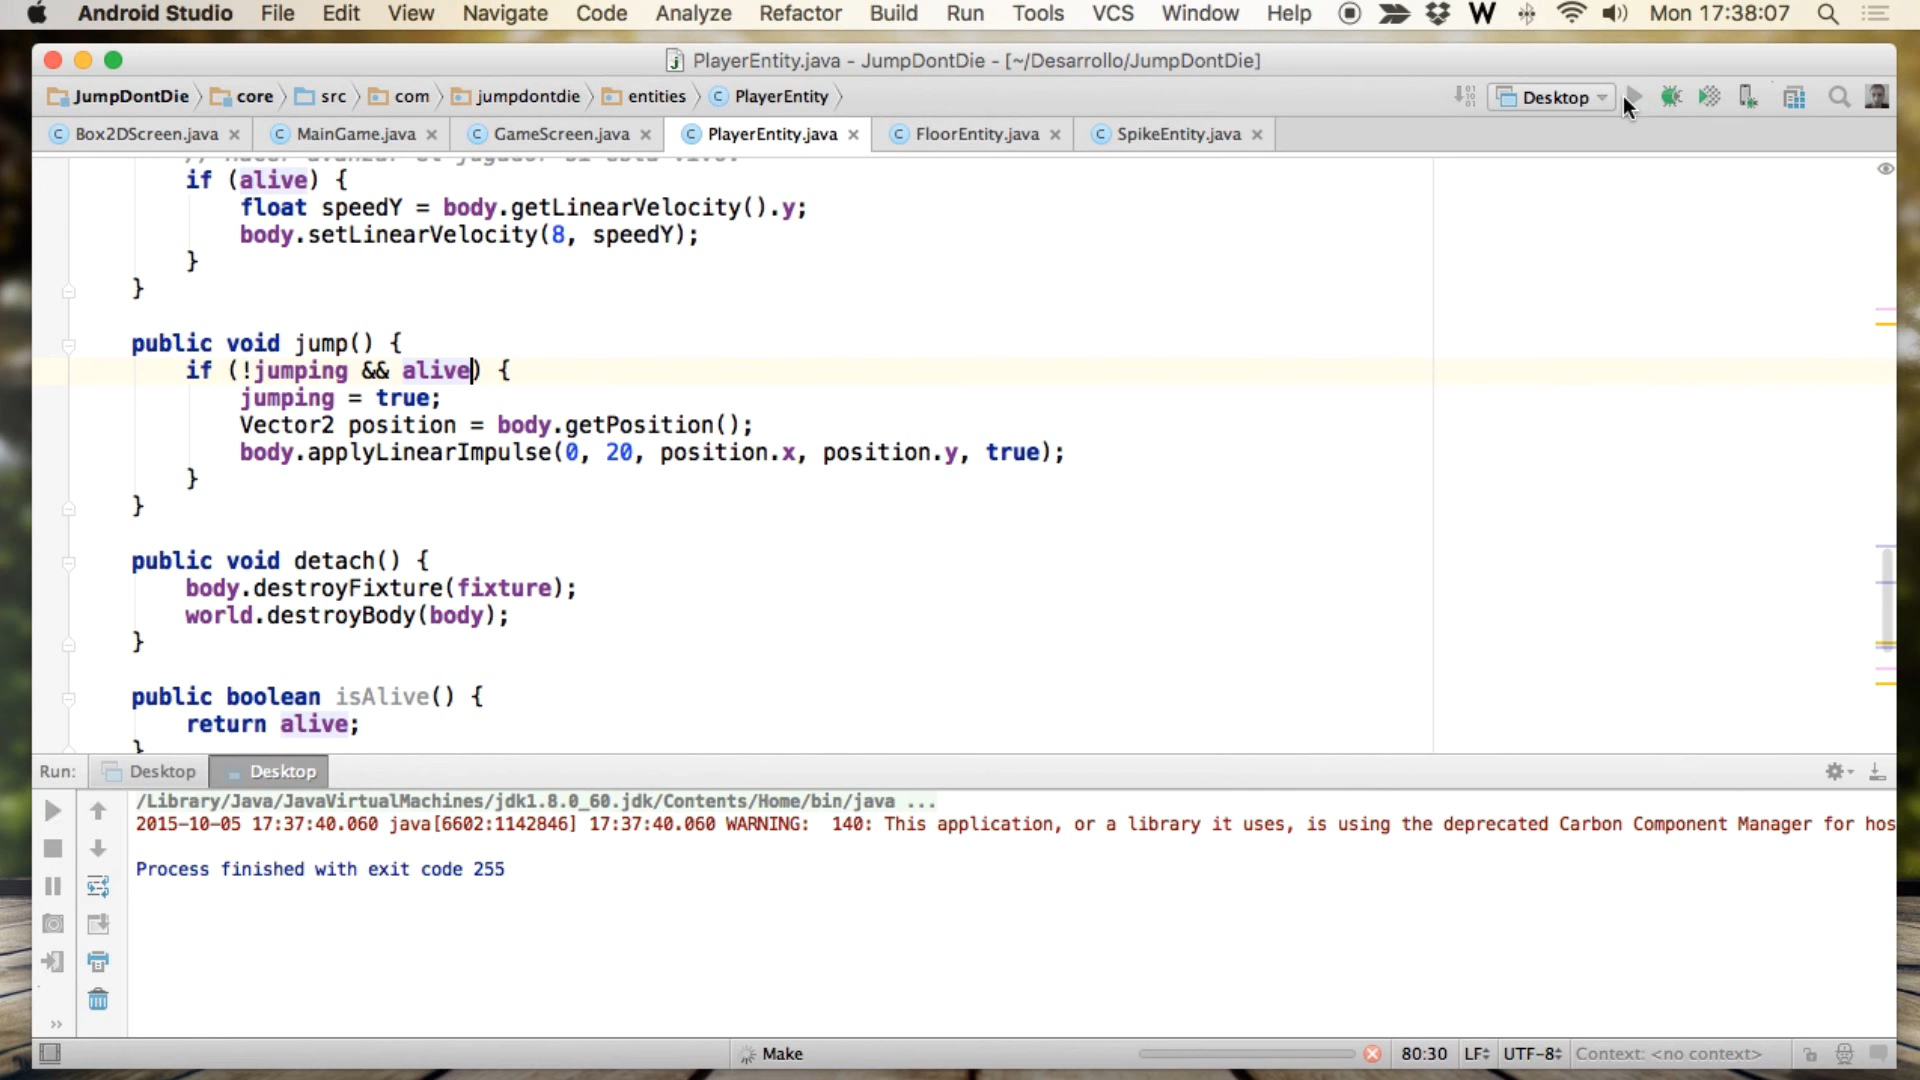 Android Studio File Edit View Navigate Code Analyze Refactor Build Run Tools VCS Window Help W Mon 17:38:07
PlayerEntity.java - JumpDontDie - [~/Desarrollo/JumpDontDie]
JumpDontDie core src com jumpdontdie entities PlayerEntity Desktop
Box2DScreen.java MainGame.java GameScreen.java PlayerEntity.java FloorEntity.java SpikeEntity.java
if (alive) {
float speedY = body.getLinearVelocity().y;
body.setLinearVelocity(8, speedY);
}
}
public void jump() {
if (!jumping && alive) {
jumping = true;
Vector2 position = body.getPosition();
body.applyLinearImpulse(0, 20, position.x, position.y, true);
}
}
public void detach() {
body.destroyFixture(fixture);
world.destroyBody(body);
}
public boolean isAlive() {
return alive;
}
Run: Desktop Desktop
/Library/Java/JavaVirtualMachines/jdk1.8.0_60.jdk/Contents/Home/bin/java ...
2015-10-05 17:37:40.060 java[6602:1142846] 17:37:40.060 WARNING: 140: This application, or a library it uses, is using the deprecated Carbon Component Manager for hos
Process finished with exit code 255
Make 80:30 LF UTF-8 Context: <no context>